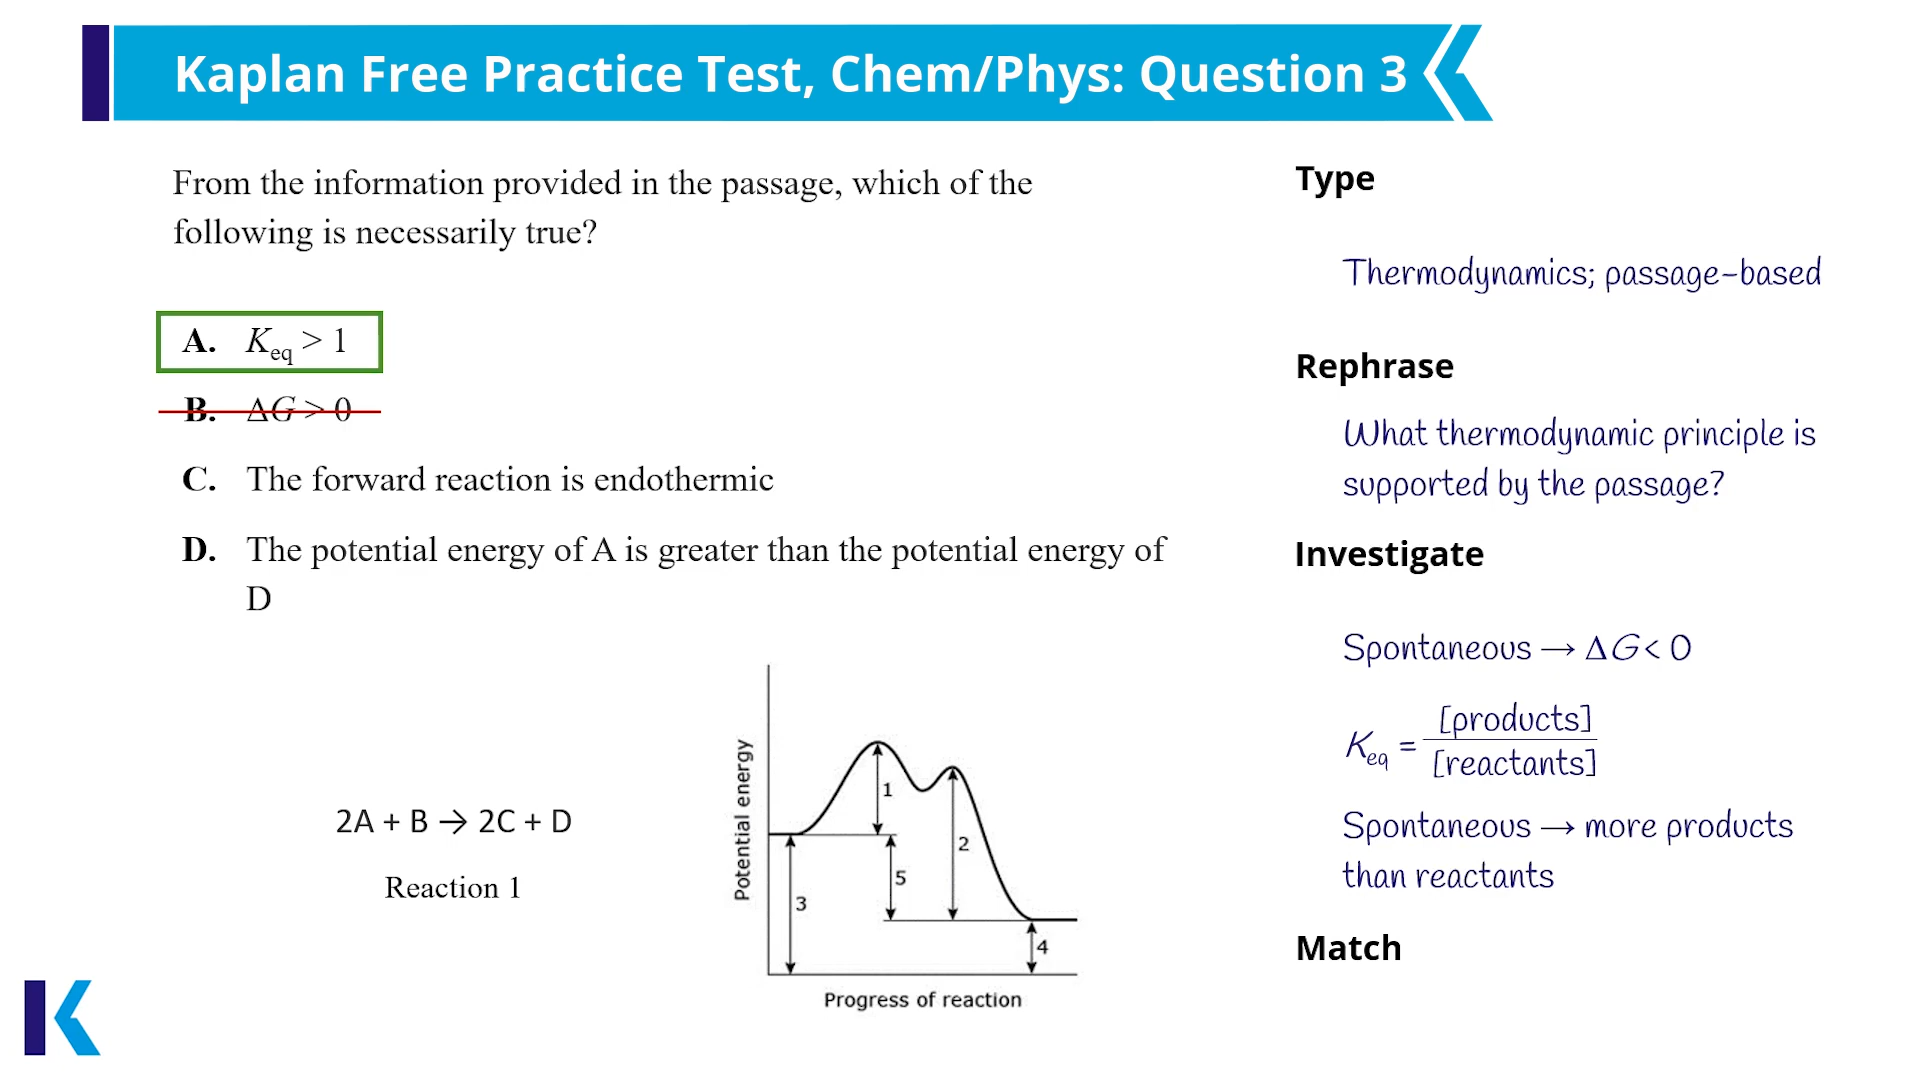 Kaplan Free Practice Test, Chem/Phys: Question 3
From the information provided in the passage, which of the
following is necessarily true?
A. Keq > 1
B. ΔG > 0
C. The forward reaction is endothermic
D. The potential energy of A is greater than the potential energy of
D
2A + B → 2C + D
Reaction 1
Potential energy
1
2
3
5
4
Progress of reaction
Type
Thermodynamics; passage-based
Rephrase
What thermodynamic principle is
supported by the passage?
Investigate
Spontaneous → ΔG < 0
Keq = [products]
[reactants]
Spontaneous → more products
than reactants
Match